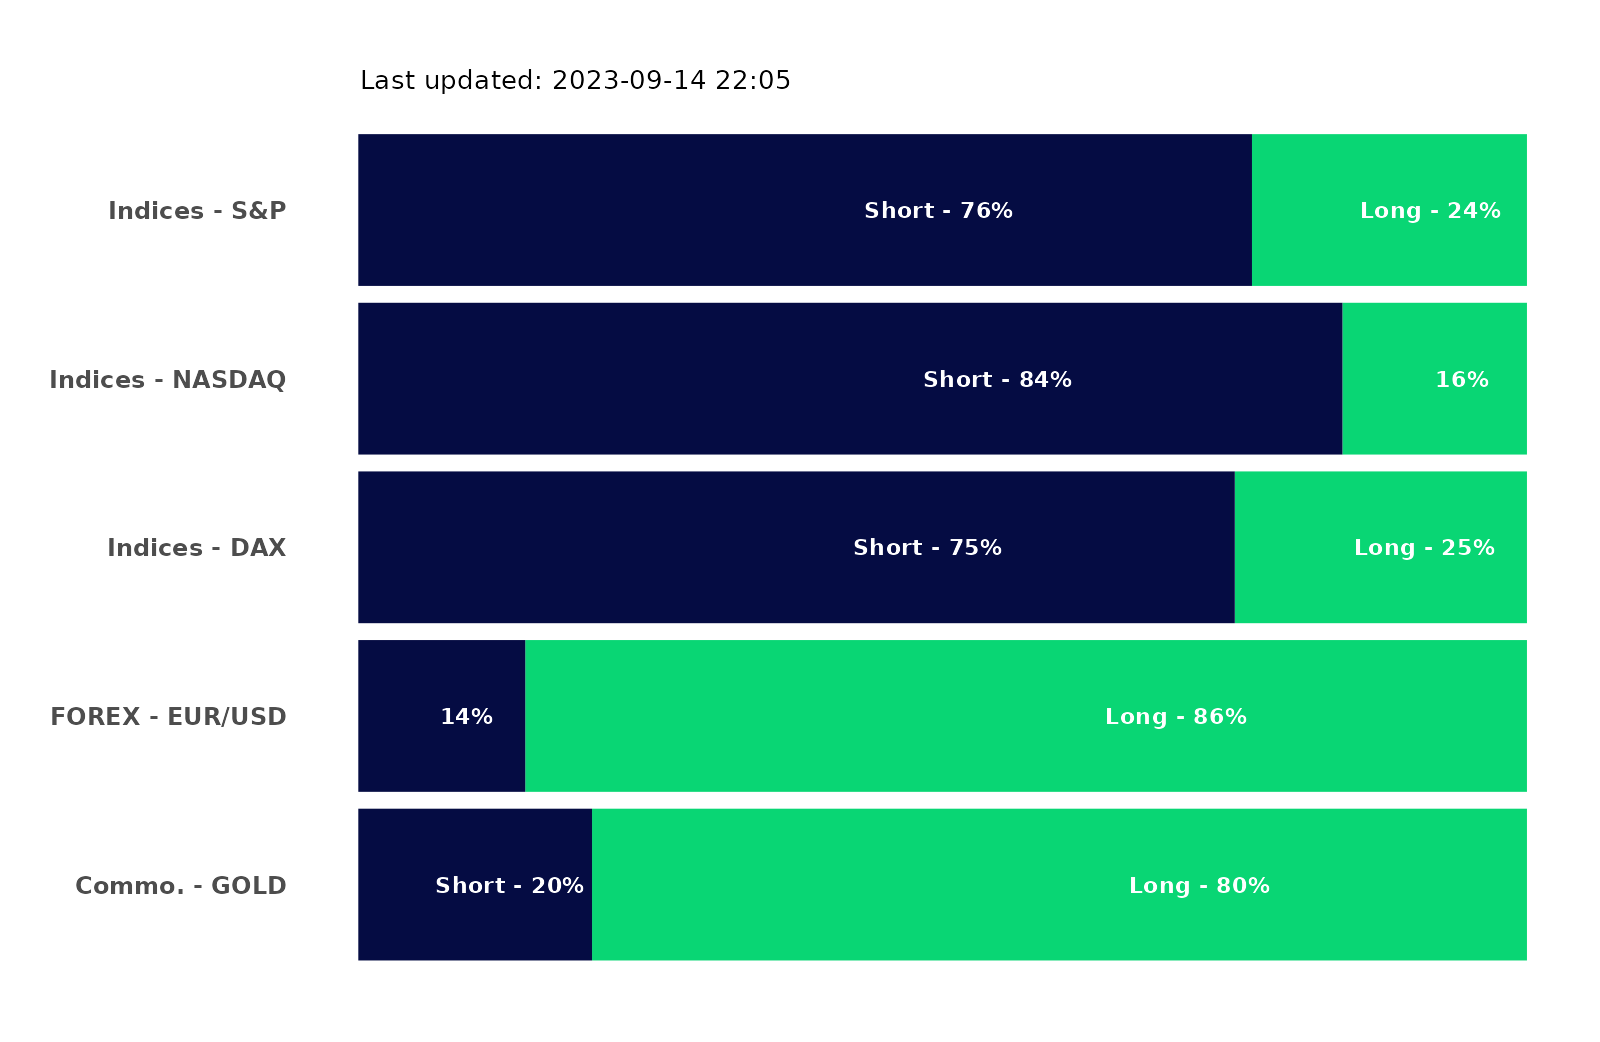 Last updated: 2023-09-14 22:05
Indices - S&P Short - 76% Long - 24%
Indices - NASDAQ Short - 84% 16%
Indices - DAX Short - 75% Long - 25%
FOREX - EUR/USD 14% Long - 86%
Commo. - GOLD Short - 20% Long - 80%